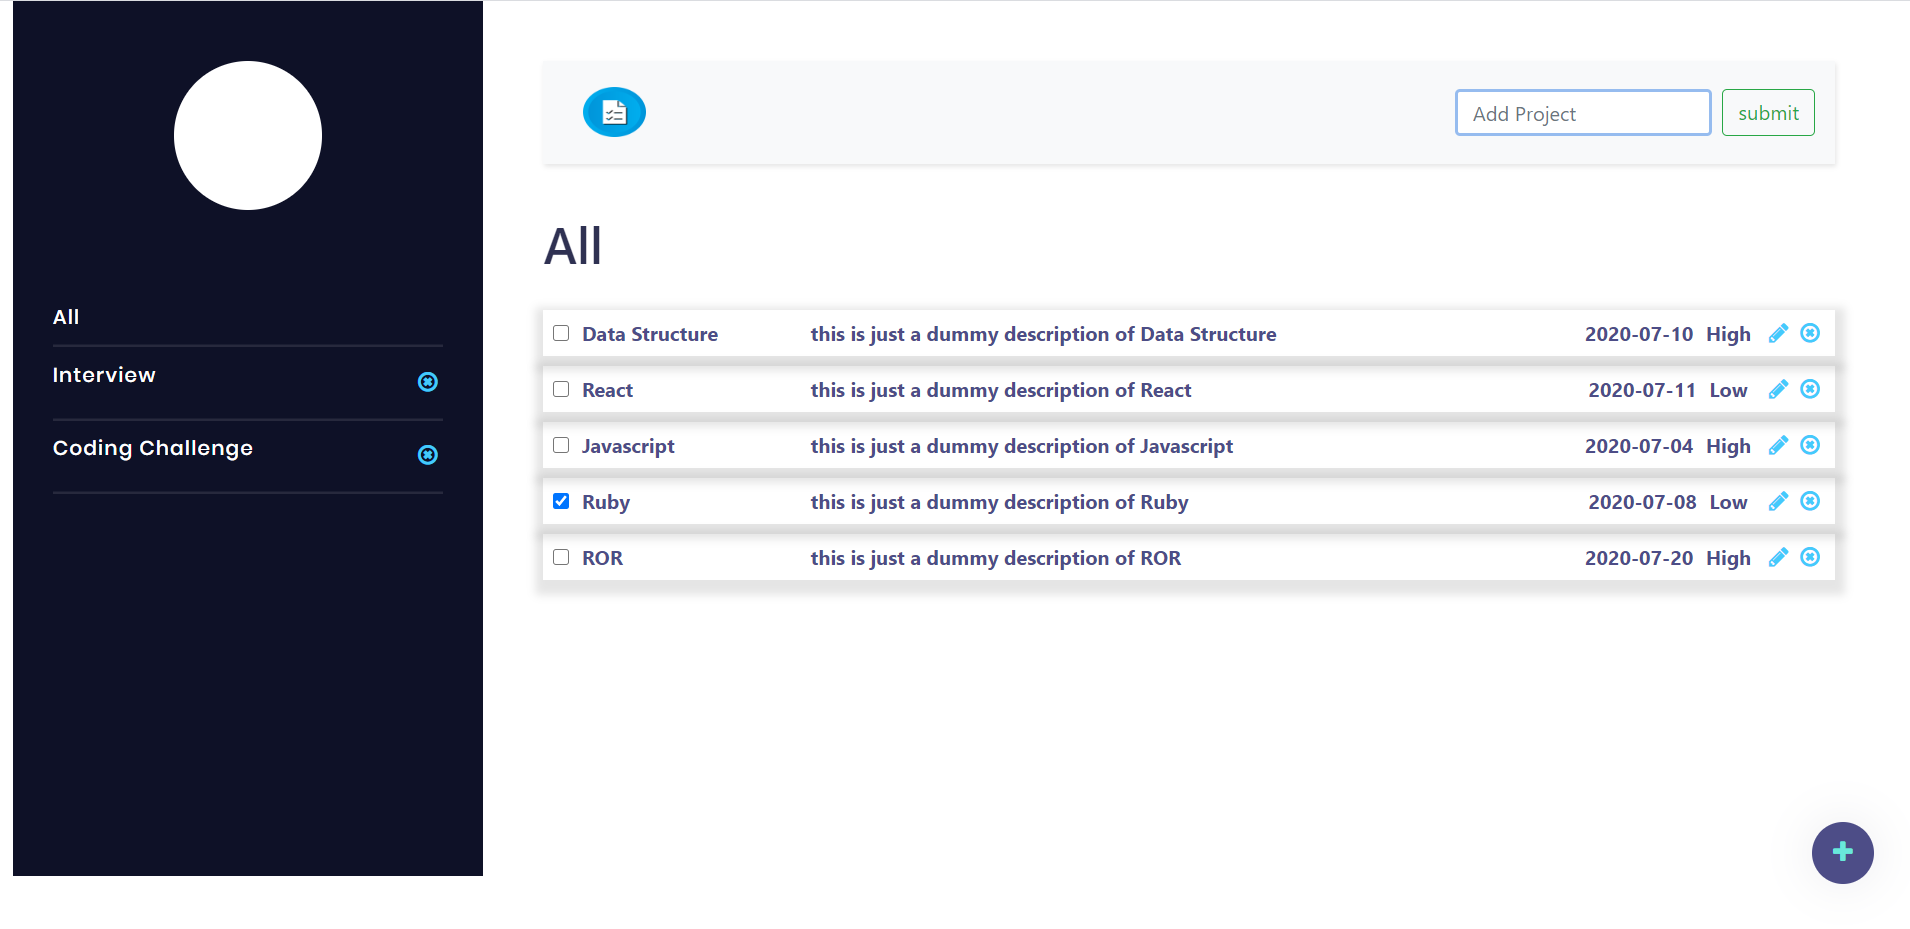 Add Project submit
All
All
Interview
Coding Challenge
Data Structure this is just a dummy description of Data Structure 2020-07-10 High
React this is just a dummy description of React 2020-07-11 Low
Javascript this is just a dummy description of Javascript 2020-07-04 High
Ruby this is just a dummy description of Ruby 2020-07-08 Low
ROR this is just a dummy description of ROR 2020-07-20 High